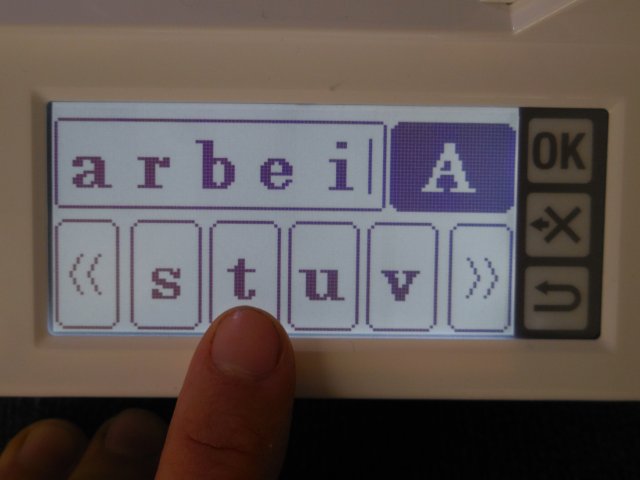 arbei A OK
« s t u v »